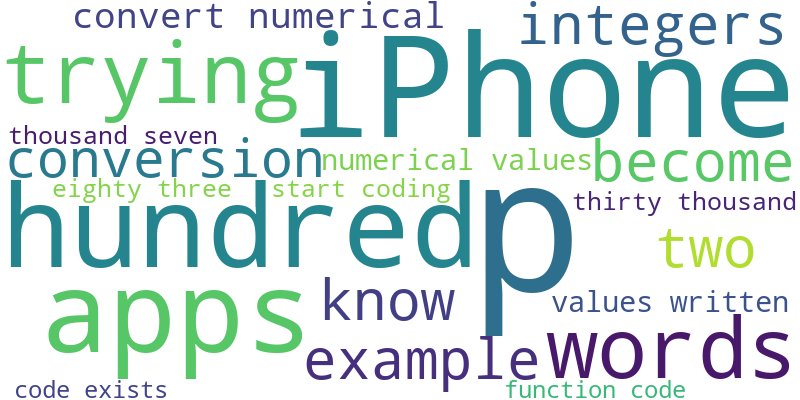 convert numerical
integers
trying
iPhone
thousand seven
conversion
numerical values
become
eighty three
start coding
hundred
p
thirty thousand
two
apps
know
values written
example
words
code exists
function code